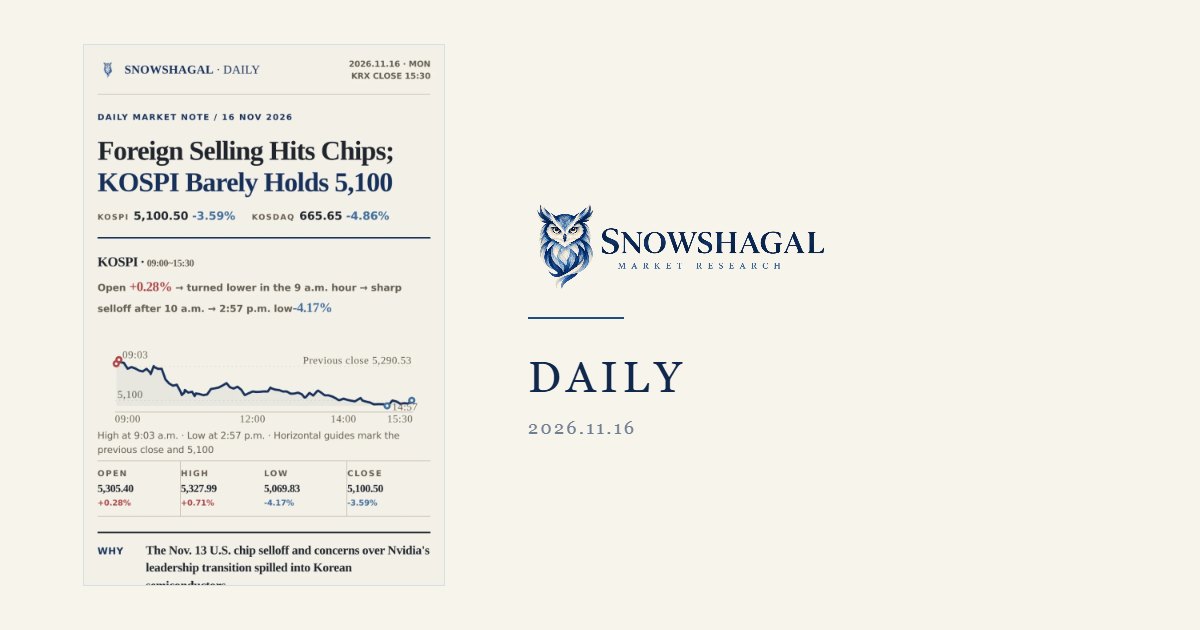 SNOWSHAGAL · DAILY
2026.11.16 · MON
KRX CLOSE 15:30
DAILY MARKET NOTE / 16 NOV 2026
Foreign Selling Hits Chips;
KOSPI Barely Holds 5,100
KOSPI 5,100.50 -3.59% KOSDAQ 665.65 -4.86%
KOSPI · 09:00–15:30
Open +0.28% → turned lower in the 9 a.m. hour → sharp
selloff after 10 a.m. → 2:57 p.m. low-4.17%
09:03
Previous close 5,290.53
5,100
14:57
09:00 12:00 14:00 15:30
High at 9:03 a.m. · Low at 2:57 p.m. · Horizontal guides mark the
previous close and 5,100
OPEN HIGH LOW CLOSE
5,305.40 5,327.99 5,069.83 5,100.50
+0.28% +0.71% -4.17% -3.59%
WHY The Nov. 13 U.S. chip selloff and concerns over Nvidia's
leadership transition spilled into Korean
semiconductors
SNOWSHAGAL
MARKET RESEARCH
DAILY
2026.11.16